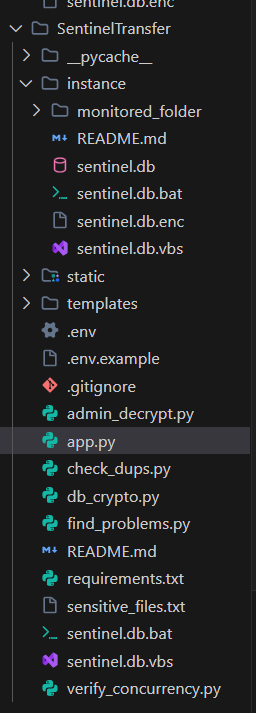 sentinel.db.enc
SentinelTransfer
__pycache__
instance
monitored_folder
README.md
sentinel.db
sentinel.db.bat
sentinel.db.enc
sentinel.db.vbs
static
templates
.env
.env.example
.gitignore
admin_decrypt.py
app.py
check_dups.py
db_crypto.py
find_problems.py
README.md
requirements.txt
sensitive_files.txt
sentinel.db.bat
sentinel.db.vbs
verify_concurrency.py